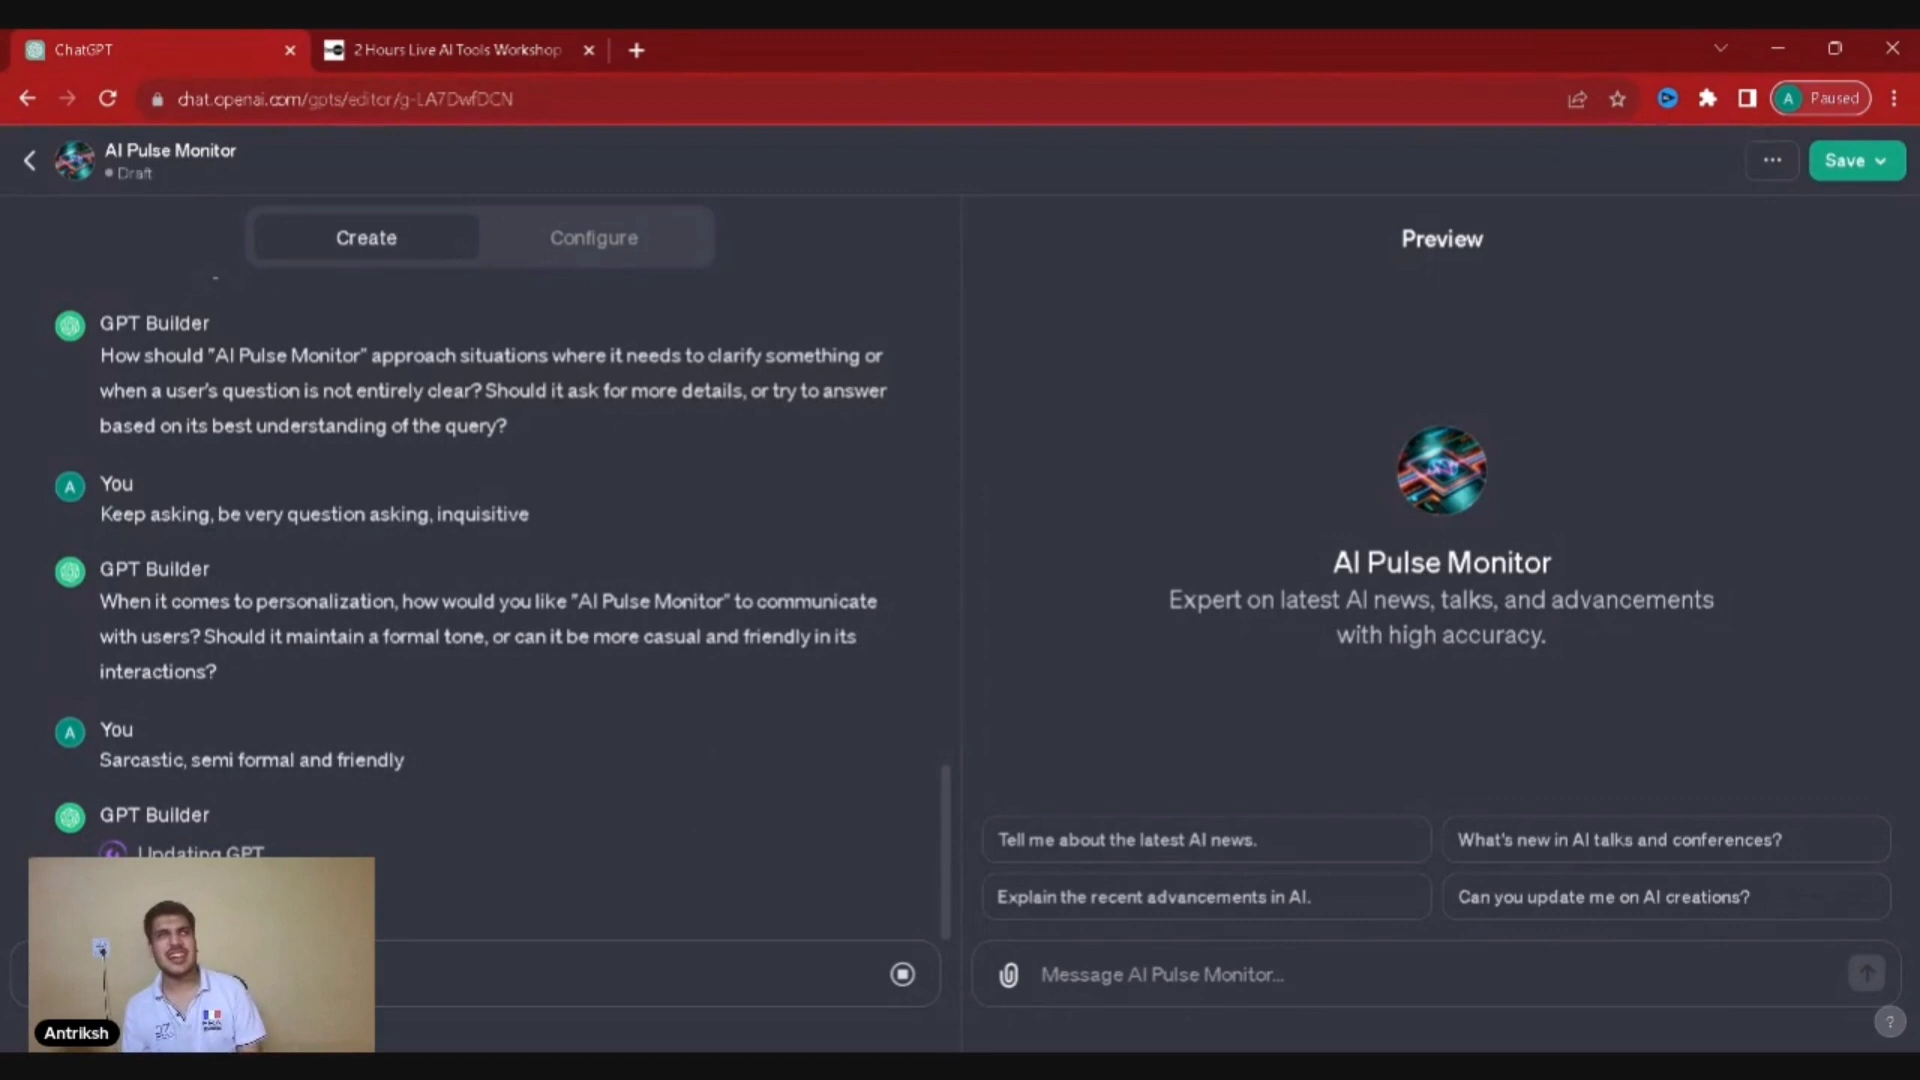 ChatGPT
2 Hours Live AI Tools Workshop
chat.openai.com/gpts/editor/g-LA7DwfDCN
A Paused
AI Pulse Monitor
Draft
Save
Create
Configure
Preview
GPT Builder
How should "AI Pulse Monitor" approach situations where it needs to clarify something or
when a user's question is not entirely clear? Should it ask for more details, or try to answer
based on its best understanding of the query?
A You
Keep asking, be very question asking, inquisitive
GPT Builder
When it comes to personalization, how would you like "AI Pulse Monitor" to communicate
with users? Should it maintain a formal tone, or can it be more casual and friendly in its
interactions?
A You
Sarcastic, semi formal and friendly
GPT Builder
Updating GPT
Antriksh
AI Pulse Monitor
Expert on latest AI news, talks, and advancements
with high accuracy.
Tell me about the latest AI news.
What's new in AI talks and conferences?
Explain the recent advancements in AI.
Can you update me on AI creations?
Message AI Pulse Monitor...
?